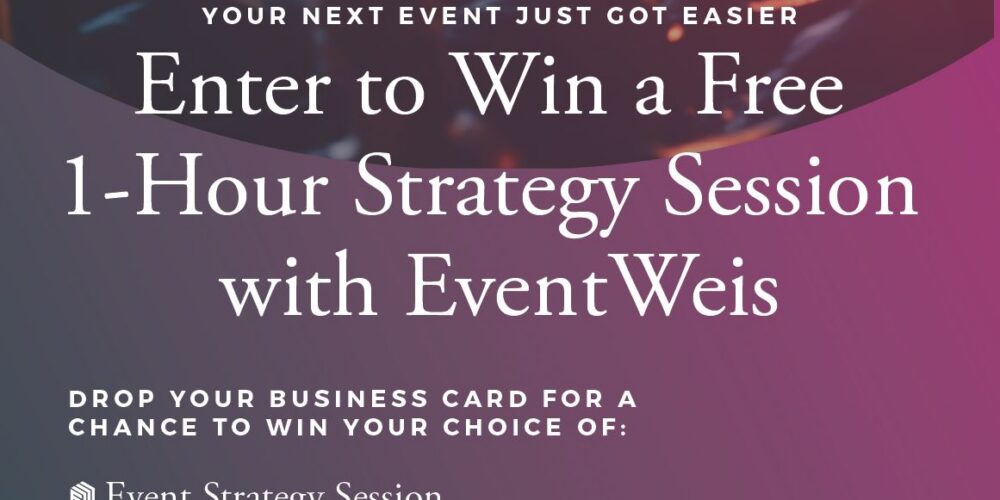 YOUR NEXT EVENT JUST GOT EASIER
Enter to Win a Free
1-Hour Strategy Session
with EventWeis
DROP YOUR BUSINESS CARD FOR A
CHANCE TO WIN YOUR CHOICE OF:
Event Strategy Session